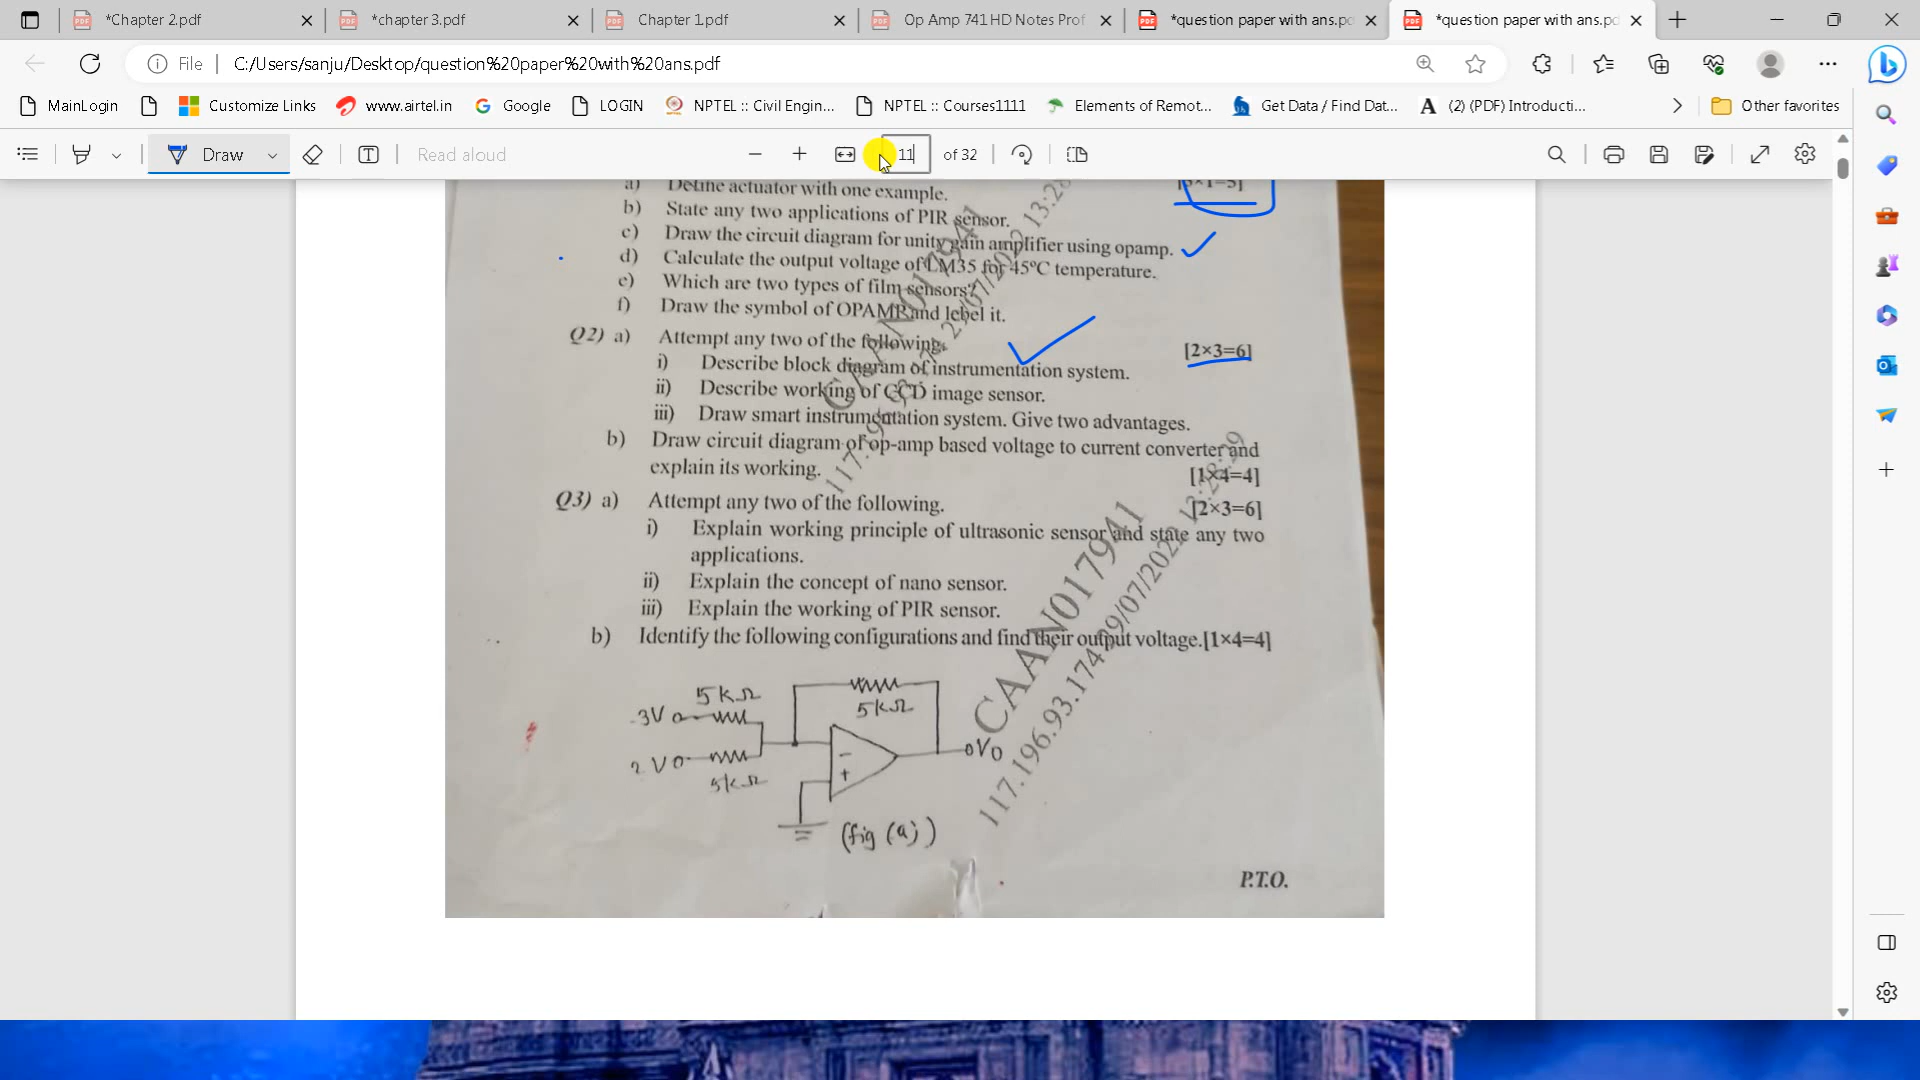 *Chapter 2.pdf
*chapter 3.pdf
Chapter 1.pdf
Op Amp 741 HD Notes Prof
*question paper with ans.pd
*question paper with ans.pd
File
C:/Users/sanju/Desktop/question%20paper%20with%20ans.pdf
MainLogin
Customize Links
www.airtel.in
Google
LOGIN
NPTEL :: Civil Engin...
NPTEL :: Courses1111
Elements of Remot...
Get Data / Find Dat...
(2) (PDF) Introducti...
Other favorites
Draw
Read aloud
11
of 32
a) Define actuator with one example.
b) State any two applications of PIR sensor.
c) Draw the circuit diagram for unity gain amplifier using opamp.
d) Calculate the output voltage of LM35 for 45ºC temperature.
e) Which are two types of film sensors?
f) Draw the symbol of OPAMP and lebel it.
Q2) a) Attempt any two of the following. [2×3=6]
i) Describe block diagram of instrumentation system.
ii) Describe working of CCD image sensor.
iii) Draw smart instrumentation system. Give two advantages.
b) Draw circuit diagram of op-amp based voltage to current converter and
explain its working. [1×4=4]
Q3) a) Attempt any two of the following. [2×3=6]
i) Explain working principle of ultrasonic sensor and state any two
applications.
ii) Explain the concept of nano sensor.
iii) Explain the working of PIR sensor.
b) Identify the following configurations and find their output voltage.[1×4=4]
5kΩ
3V
5kΩ
2V
5kΩ
-
+
Vo
(fig (a))
CAAN017941
117.196.93.174 29/07/2022 13:28:29
P.T.O.